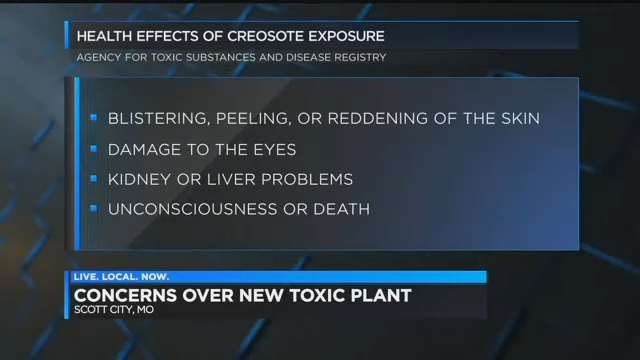 HEALTH EFFECTS OF CREOSOTE EXPOSURE
AGENCY FOR TOXIC SUBSTANCES AND DISEASE REGISTRY
BLISTERING, PEELING, OR REDDENING OF THE SKIN
DAMAGE TO THE EYES
KIDNEY OR LIVER PROBLEMS
UNCONSCIOUSNESS OR DEATH
LIVE. LOCAL. NOW.
CONCERNS OVER NEW TOXIC PLANT
SCOTT CITY, MO